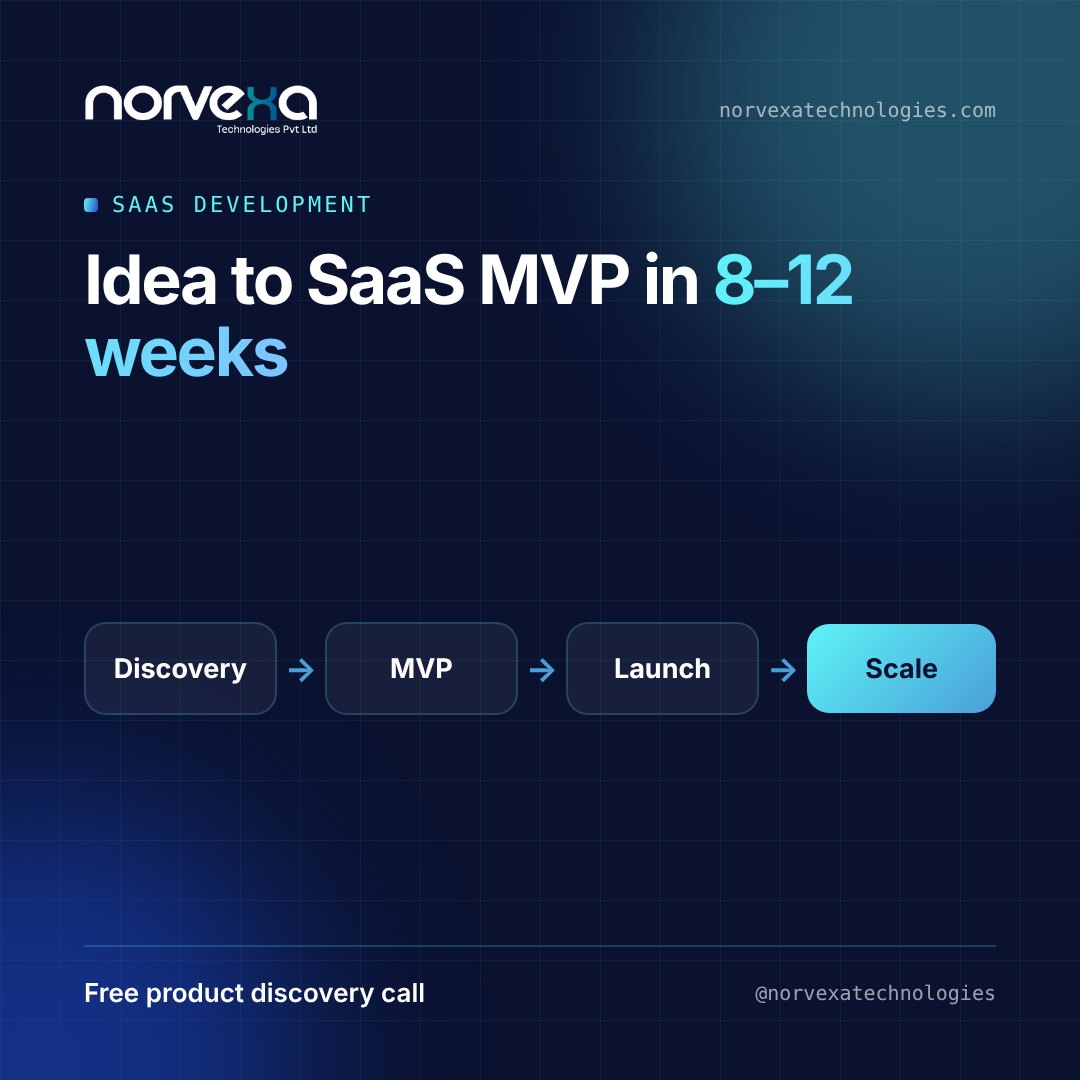 norvexa
Technologies Pvt Ltd
norvexatechnologies.com
SAAS DEVELOPMENT
Idea to SaaS MVP in 8–12
weeks
Discovery → MVP → Launch → Scale
Free product discovery call
@norvexatechnologies